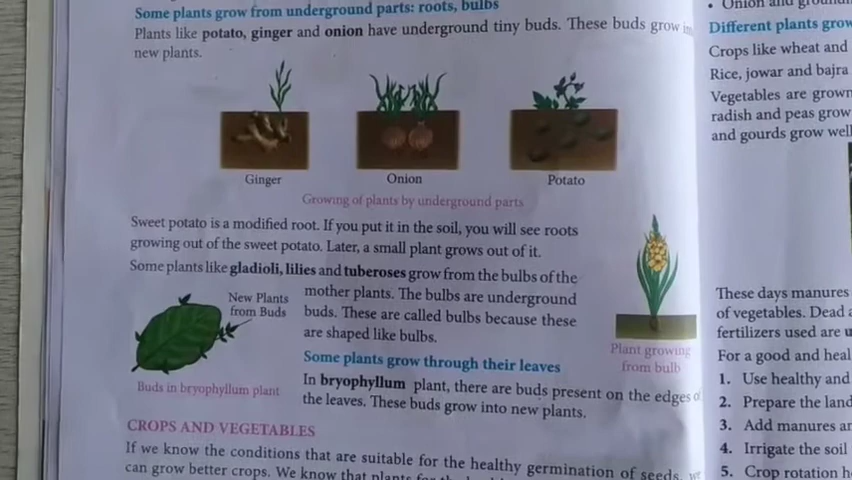 Some plants grow from underground parts: roots, bulbs
Plants like potato, ginger and onion have underground tiny buds. These buds grow
new plants.
Ginger
Onion
Potato
Growing of plants by underground parts
Sweet potato is a modified root. If you put it in the soil, you will see roots
growing out of the sweet potato. Later, a small plant grows out of it.
Some plants like gladioli, lilies and tuberoses grow from the bulbs of the
mother plants. The bulbs are underground
buds. These are called bulbs because these
are shaped like bulbs.
New Plants
from Buds
Buds in bryophyllum plant
Plant growing
from bulb
Some plants grow through their leaves
In bryophyllum plant, there are buds present on the edges
the leaves. These buds grow into new plants.
CROPS AND VEGETABLES
If we know the conditions that are suitable for the healthy germination of seeds,
can grow better crops. We know that plants
• Onion and
Different plants grow
Crops like wheat and
Rice, jowar and bajra
Vegetables are grown
radish and peas grow
and gourds grow well
These days manures
of vegetables. Dead
fertilizers used are
For a good and
1. Use healthy and
2. Prepare the land
3. Add manures
4. Irrigate the soil
5. Crop rotation